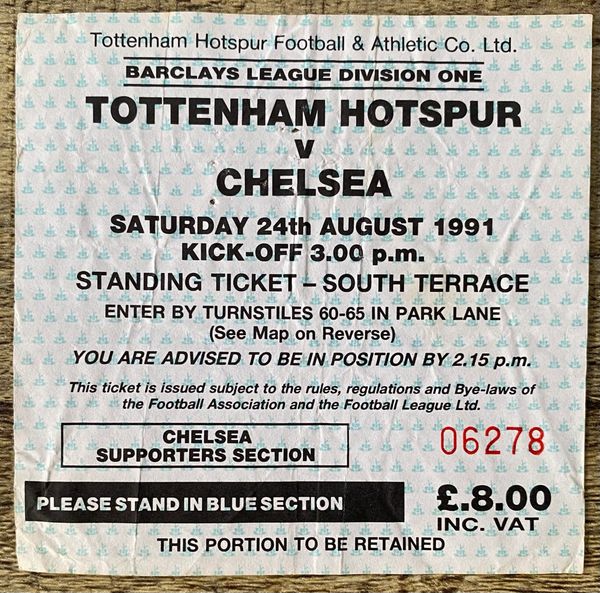 Tottenham Hotspur Football & Athletic Co. Ltd.
BARCLAYS LEAGUE DIVISION ONE
TOTTENHAM HOTSPUR
V
CHELSEA
SATURDAY 24th AUGUST 1991
KICK-OFF 3.00 p.m.
STANDING TICKET – SOUTH TERRACE
ENTER BY TURNSTILES 60-65 IN PARK LANE
(See Map on Reverse)
YOU ARE ADVISED TO BE IN POSITION BY 2.15 p.m.
This ticket is issued subject to the rules, regulations and Bye-laws of
the Football Association and the Football League Ltd.
CHELSEA
SUPPORTERS SECTION
06278
PLEASE STAND IN BLUE SECTION
£.8.00
INC. VAT
THIS PORTION TO BE RETAINED